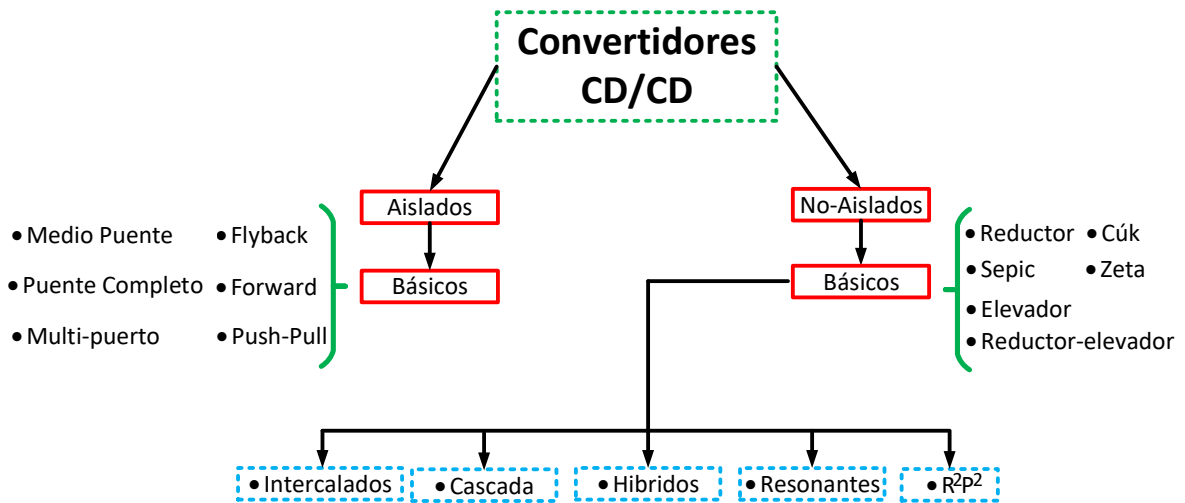 Convertidores
CD/CD
Aislados
Básicos
• Medio Puente
• Flyback
• Puente Completo
• Forward
• Multi-puerto
• Push-Pull
No-Aislados
Básicos
• Reductor
• Cúk
• Sepic
• Zeta
• Elevador
• Reductor-elevador
• Intercalados
• Cascada
• Hibridos
• Resonantes
• R²P²